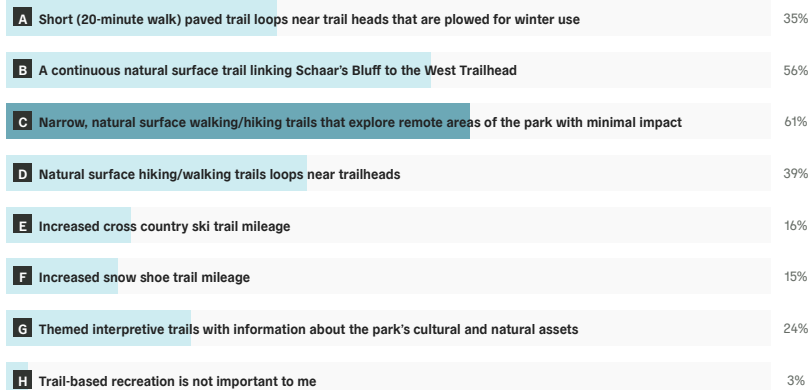 A Short (20-minute walk) paved trail loops near trail heads that are plowed for winter use 35%
B A continuous natural surface trail linking Schaar's Bluff to the West Trailhead 56%
C Narrow, natural surface walking/hiking trails that explore remote areas of the park with minimal impact 61%
D Natural surface hiking/walking trails loops near trailheads 39%
E Increased cross country ski trail mileage 16%
F Increased snow shoe trail mileage 15%
G Themed interpretive trails with information about the park's cultural and natural assets 24%
H Trail-based recreation is not important to me 3%